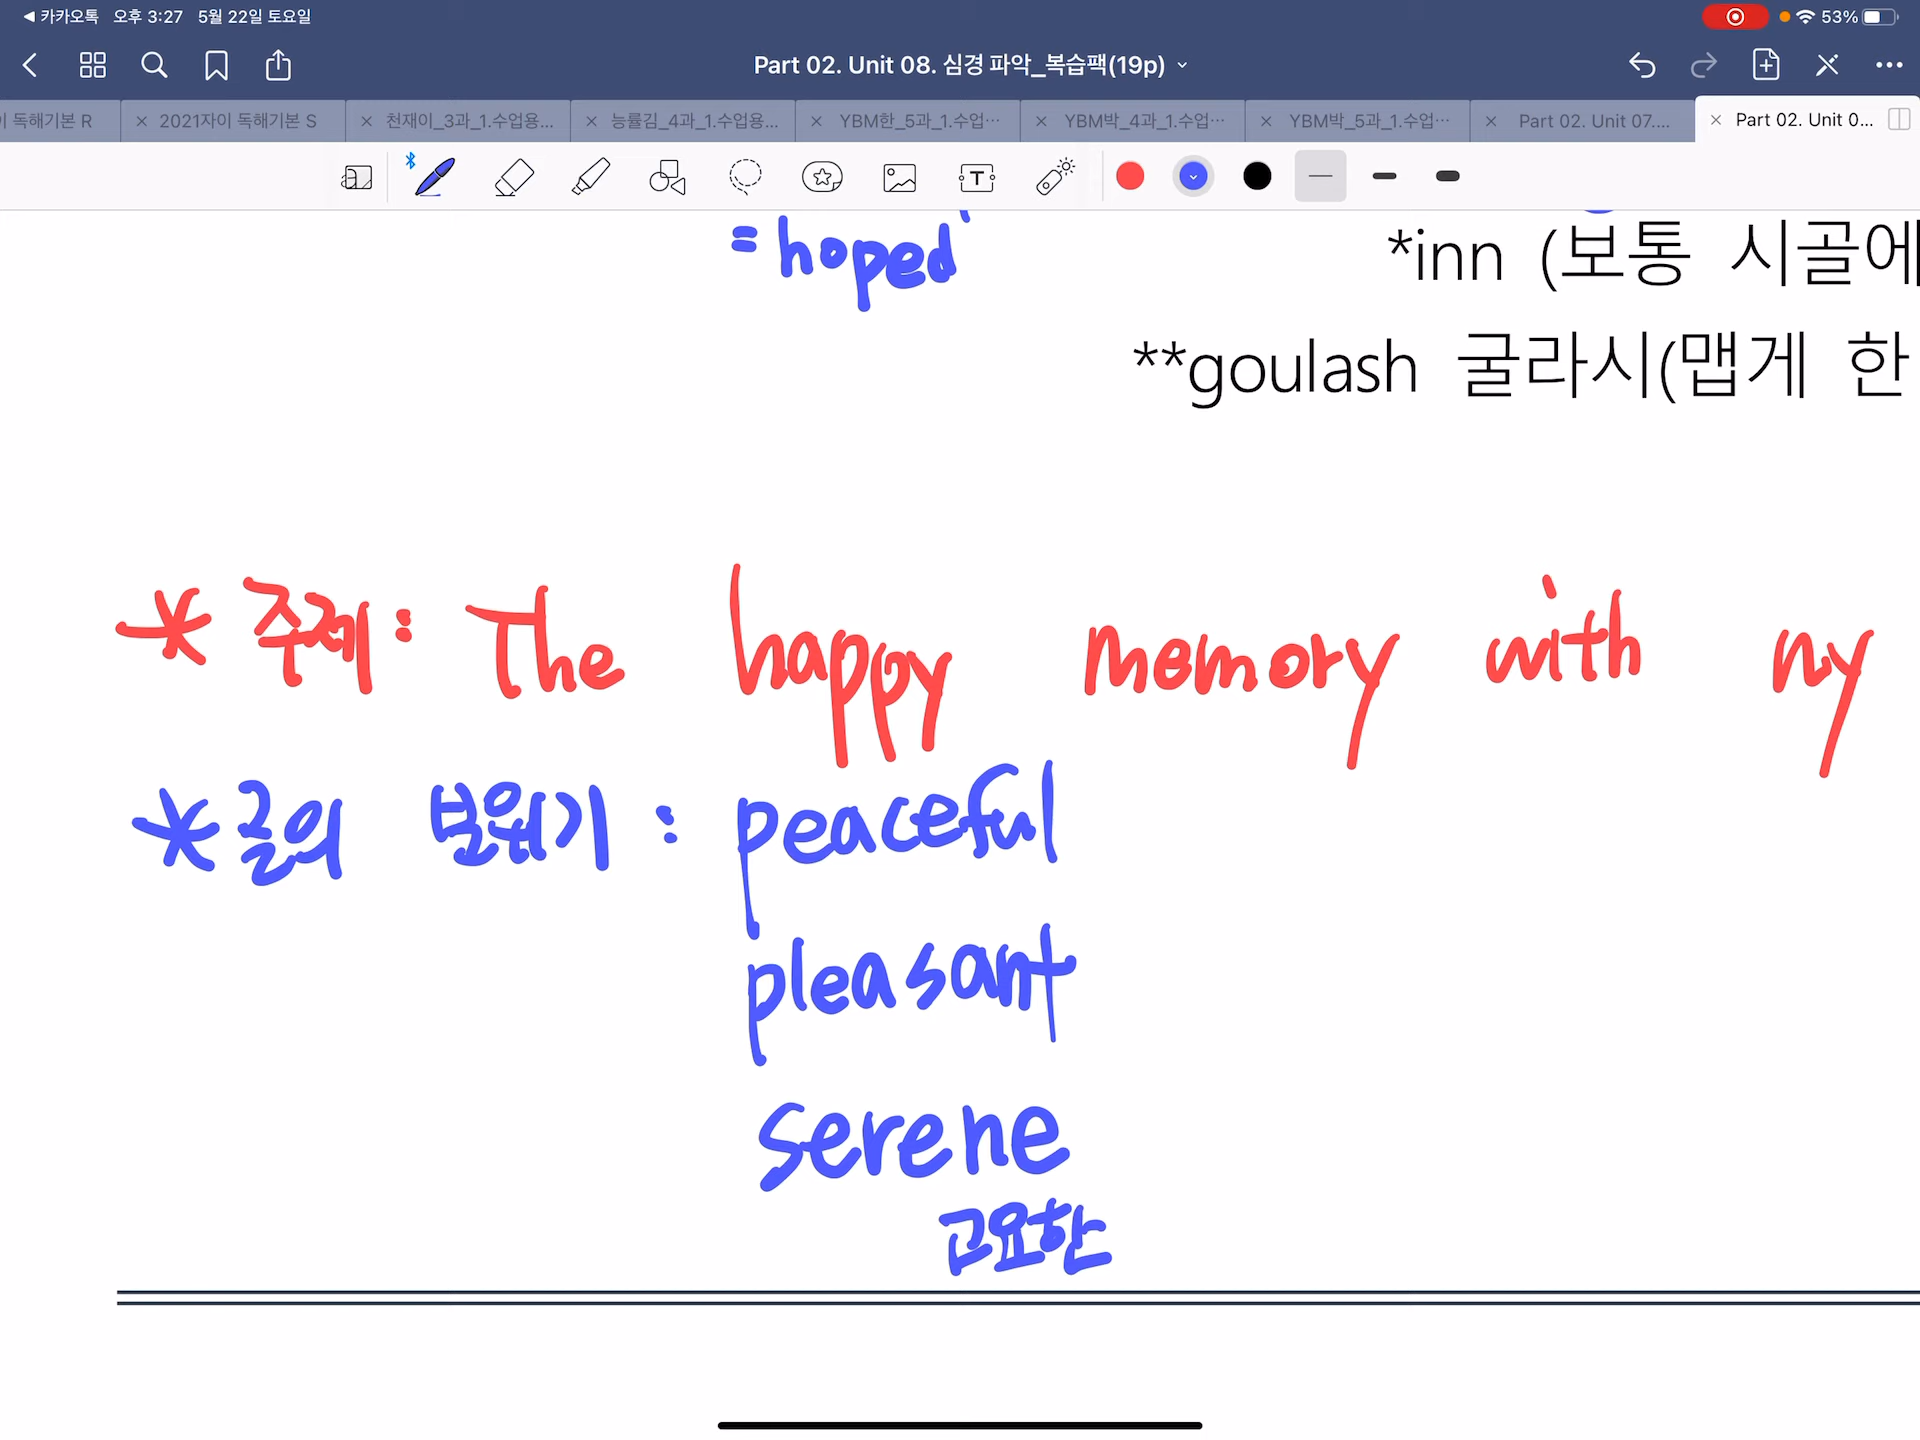 ◀ 카카오톡 오후 3:27 5월 22일 토요일 53%
Part 02. Unit 08. 심경 파악_복습팩(19p)
독해기본 R × 2021자이 독해기본 S × 천재이_3과_1.수업용... × 능률김_4과_1.수업용... × YBM한_5과_1.수업... × YBM박_4과_1.수업... × YBM박_5과_1.수업... × Part 02. Unit 07.... × Part 02. Unit 0...
= hoped
*inn (보통 시골에
**goulash 굴라시(맵게 한
* 주제 : The happy memory with my
* 글의 분위기 : peaceful
pleasant
serene
고요한